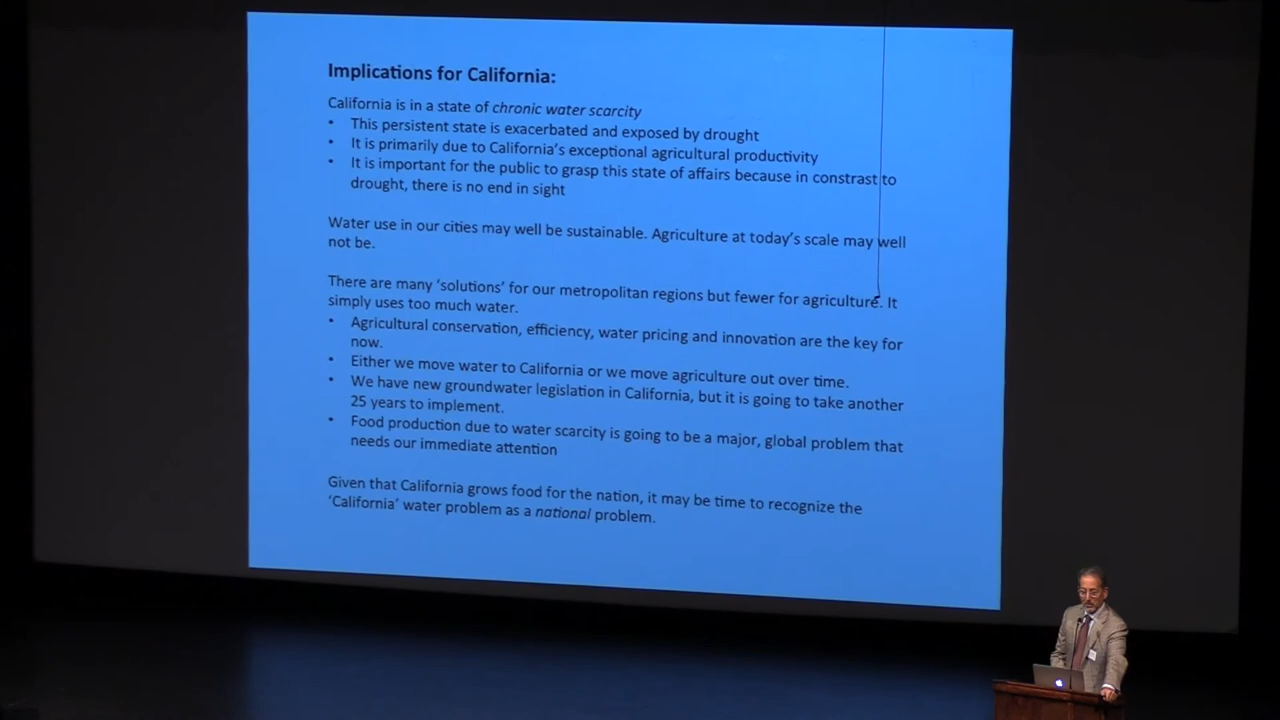 Implications for California:
California is in a state of chronic water scarcity
• This persistent state is exacerbated and exposed by drought
• It is primarily due to California's exceptional agricultural productivity
• It is important for the public to grasp this state of affairs because in constrast to
drought, there is no end in sight
Water use in our cities may well be sustainable. Agriculture at today's scale may well
not be.
There are many 'solutions' for our metropolitan regions but fewer for agriculture. It
simply uses too much water.
• Agricultural conservation, efficiency, water pricing and innovation are the key for
now.
• Either we move water to California or we move agriculture out over time.
• We have new groundwater legislation in California, but it is going to take another
25 years to implement.
• Food production due to water scarcity is going to be a major, global problem that
needs our immediate attention
Given that California grows food for the nation, it may be time to recognize the
'California' water problem as a national problem.